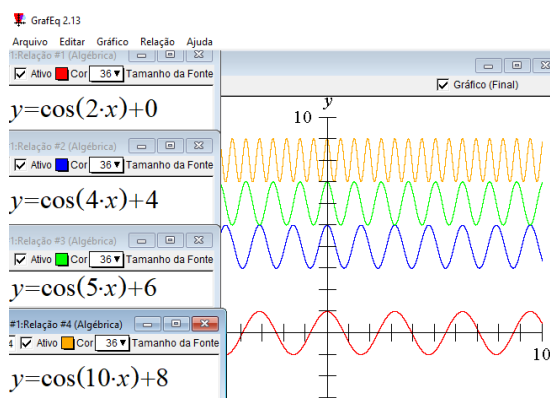 GrafEq 2.13
Arquivo Editar Gráfico Relação Ajuda
1:Relação #1 (Algébrica)
Ativo Cor 36▼ Tamanho da Fonte
y=cos(2·x)+0
1:Relação #2 (Algébrica)
Ativo Cor 36▼ Tamanho da Fonte
y=cos(4·x)+4
1:Relação #3 (Algébrica)
Ativo Cor 36▼ Tamanho da Fonte
y=cos(5·x)+6
#1:Relação #4 (Algébrica)
4 Ativo Cor 36▼ Tamanho da Fonte
y=cos(10·x)+8
Gráfico (Final)
y
10
10